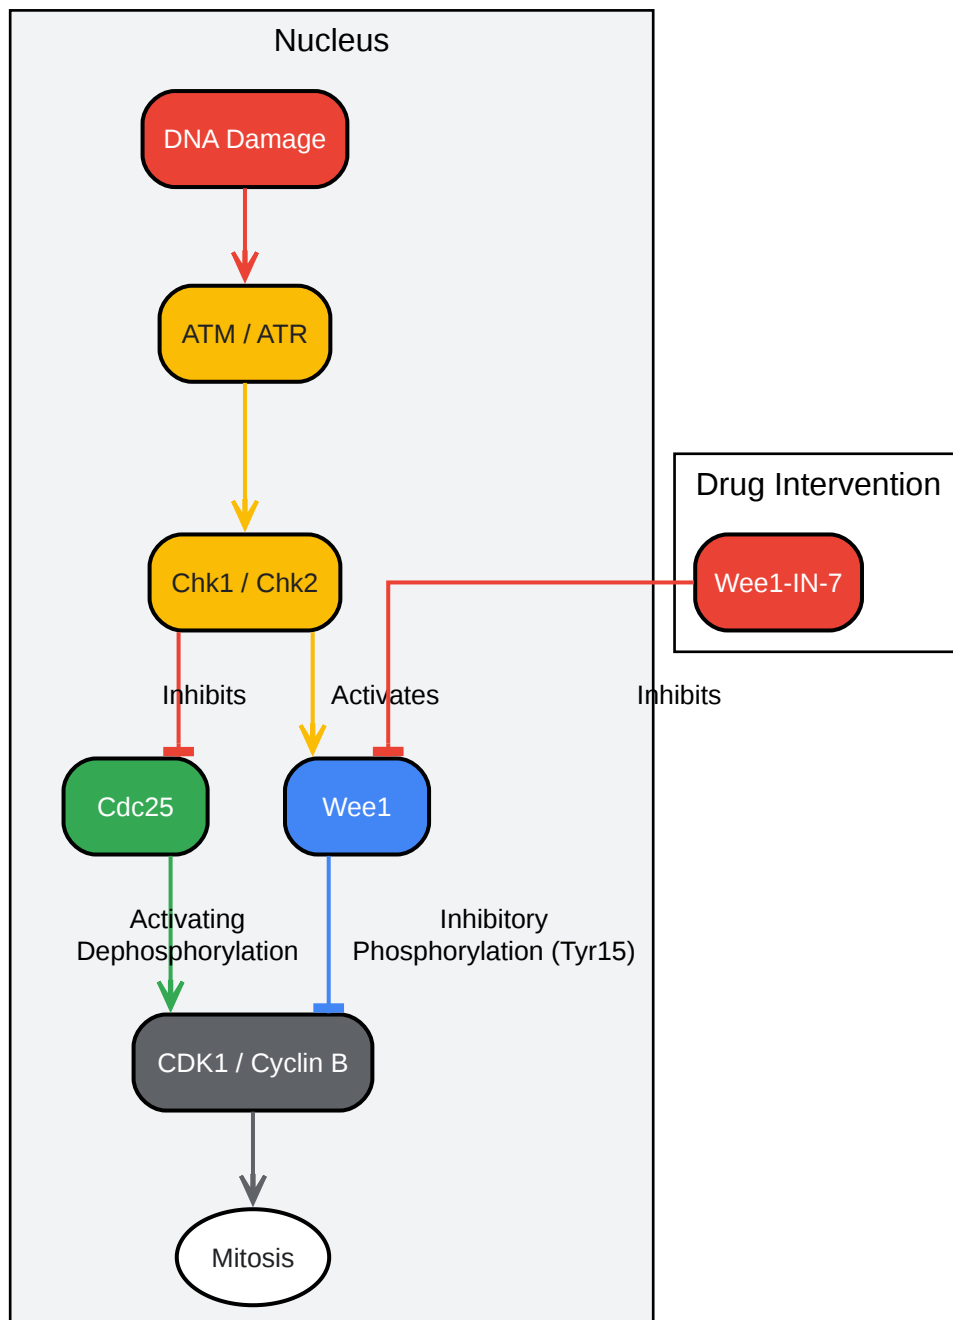 Nucleus
DNA Damage
ATM / ATR
Drug Intervention
Chk1 / Chk2
Wee1-IN-7
Inhibits
Activates
Inhibits
Cdc25
Wee1
Activating
Dephosphorylation
Inhibitory
Phosphorylation (Tyr15)
CDK1 / Cyclin B
Mitosis